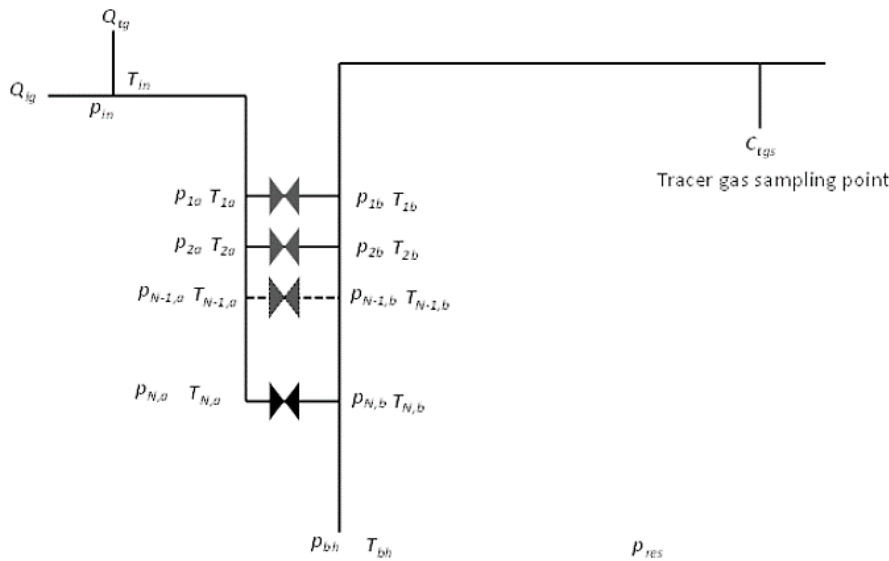 Q_tg
T_in
Q_ig
p_in
C_tgs
Tracer gas sampling point
p_1a T_1a
p_1b T_1b
p_2a T_2a
p_2b T_2b
p_N-1,a T_N-1,a
p_N-1,b T_N-1,b
p_N,a T_N,a
p_N,b T_N,b
p_bh T_bh
p_res